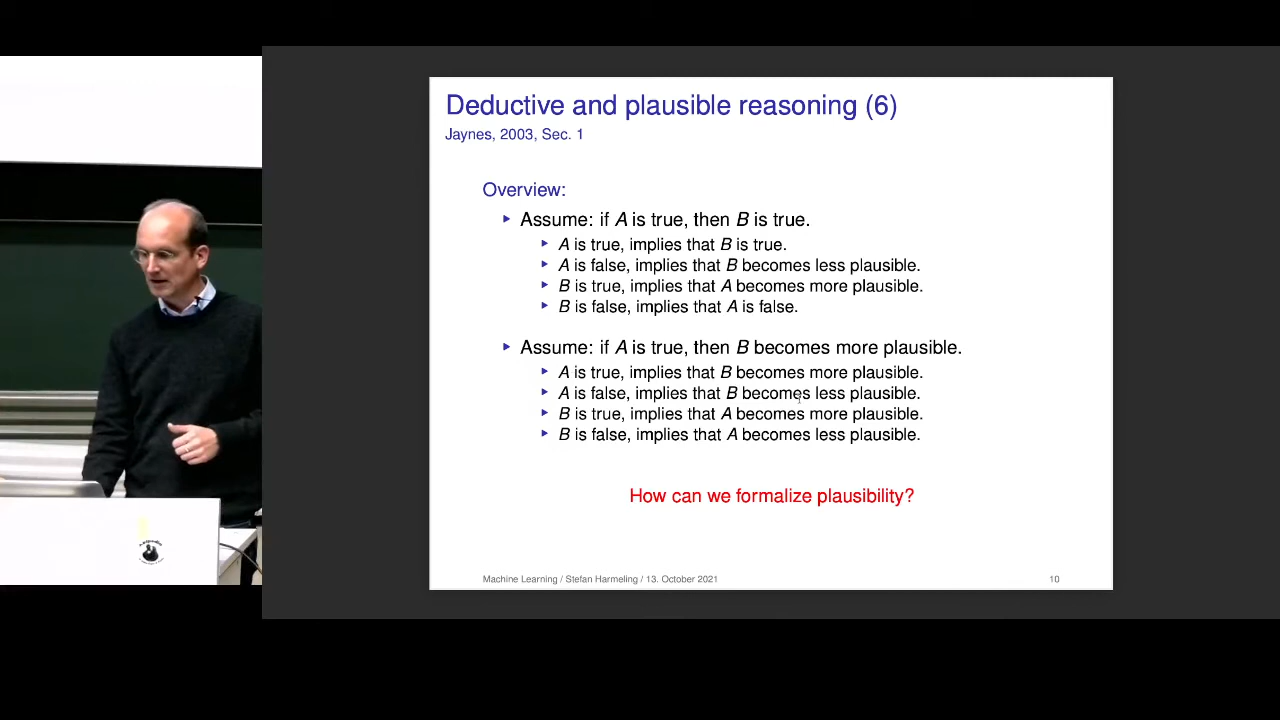 Deductive and plausible reasoning (6)
Jaynes, 2003, Sec. 1
Overview:
Assume: if A is true, then B is true.
A is true, implies that B is true.
A is false, implies that B becomes less plausible.
B is true, implies that A becomes more plausible.
B is false, implies that A is false.
Assume: if A is true, then B becomes more plausible.
A is true, implies that B becomes more plausible.
A is false, implies that B becomes less plausible.
B is true, implies that A becomes more plausible.
B is false, implies that A becomes less plausible.
How can we formalize plausibility?
Machine Learning / Stefan Harmeling / 13. October 2021
10